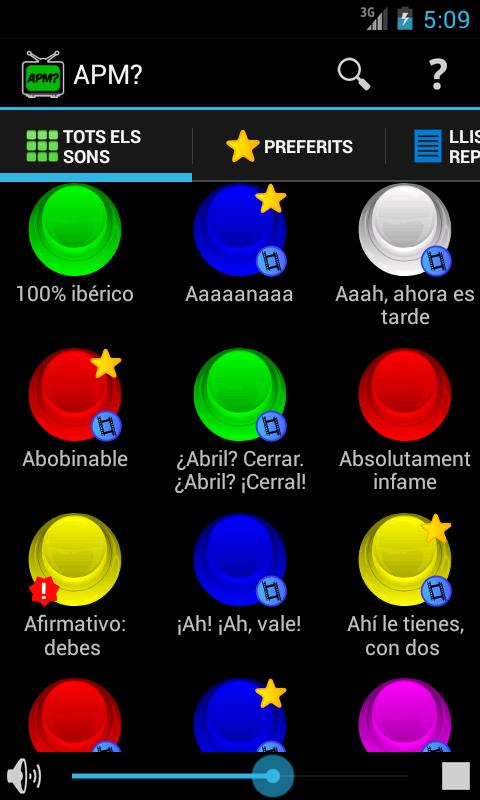 3G 5:09
APM? APM? ?
TOTS ELS
SONS
PREFERITS
LLIS
REP
100% ibérico
Aaaaanaaa
Aaah, ahora es
tarde
Abobinable
¿Abril? Cerrar.
¿Abril? ¡Cerral!
Absolutament
infame
!
Afirmativo:
debes
¡Ah! ¡Ah, vale!
Ahí le tienes,
con dos